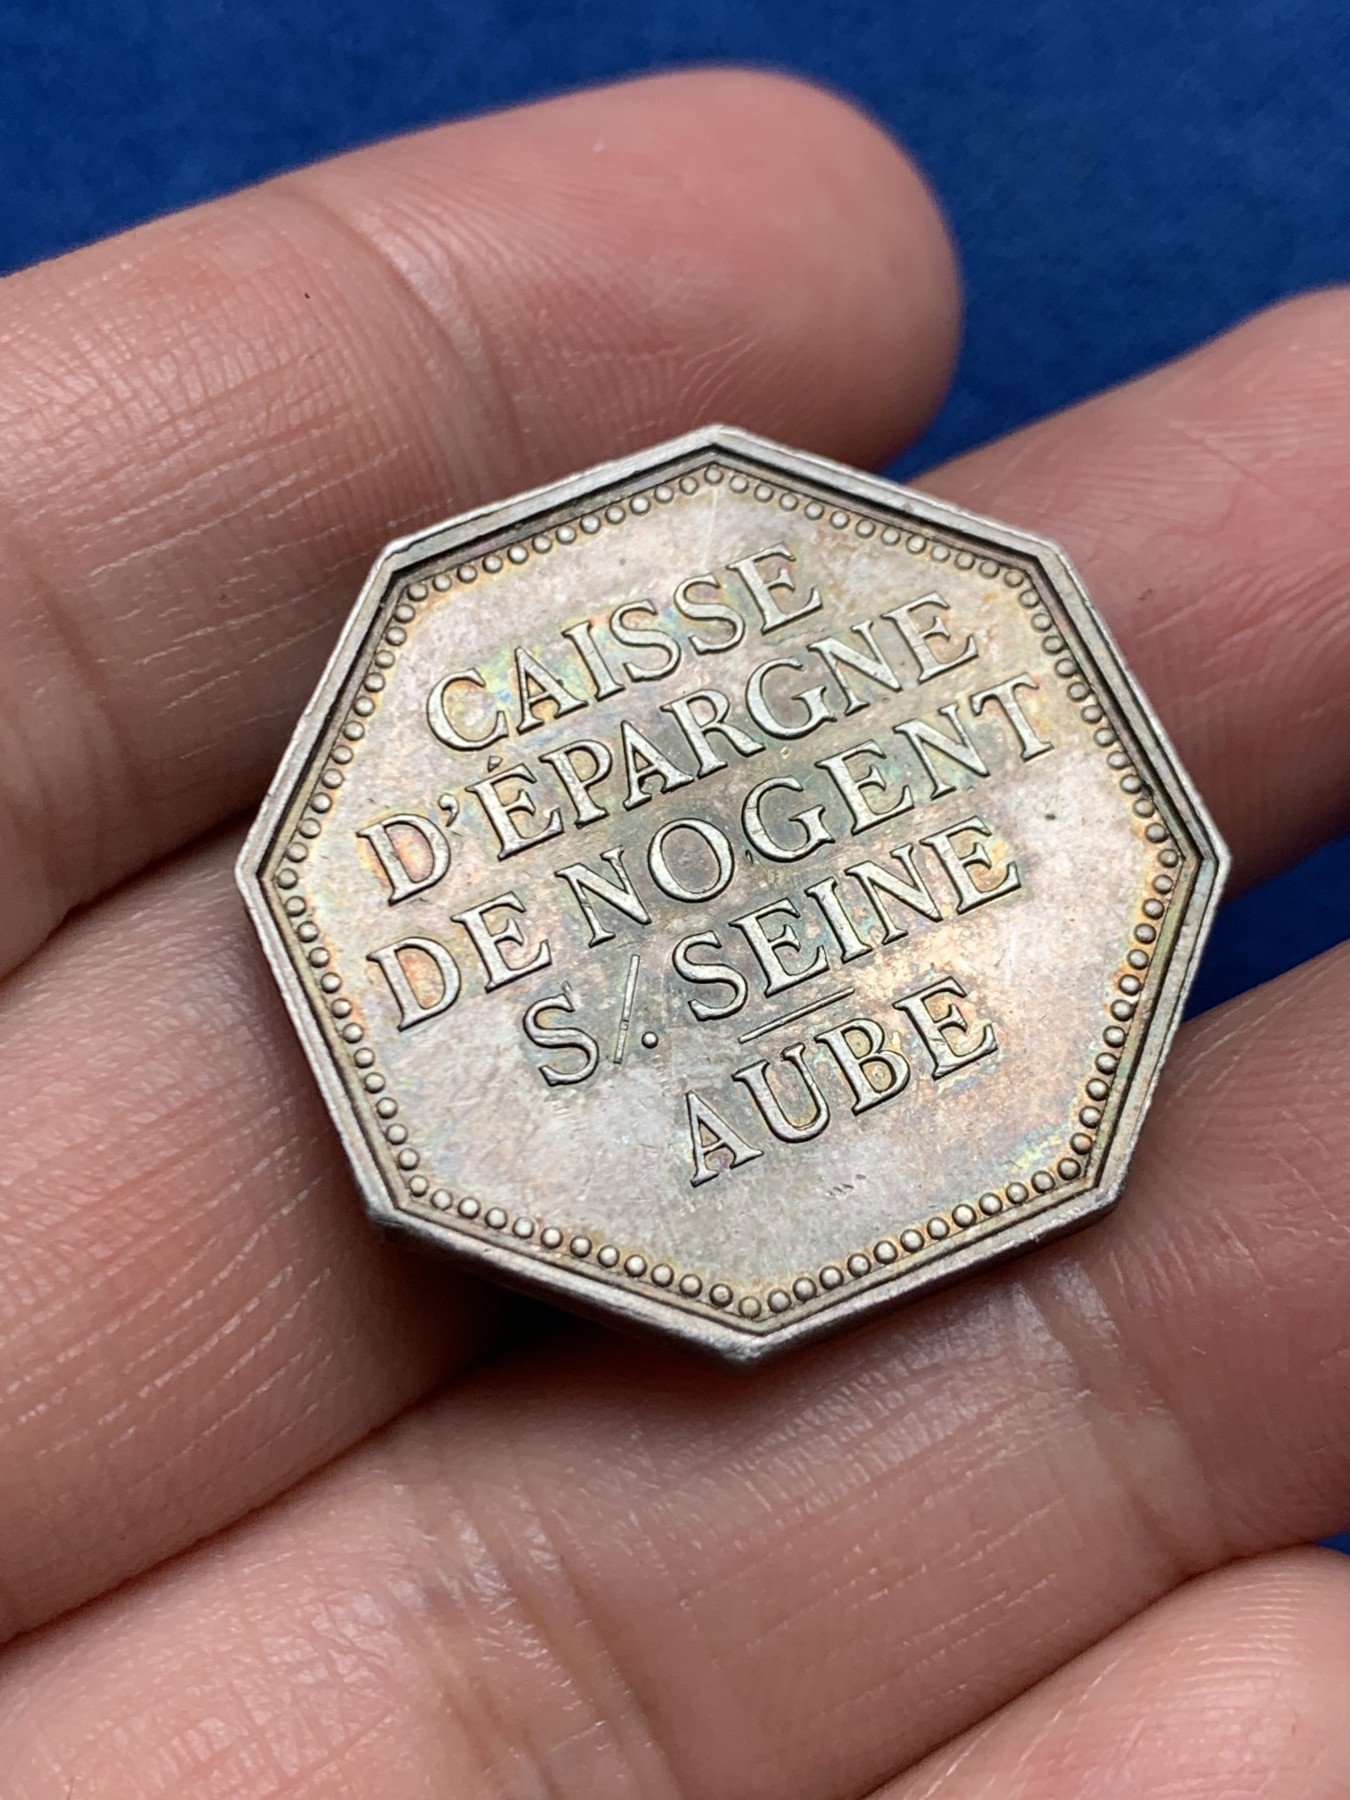 CAISSE
D'ÉPARGNE
DE NOGENT
S/. SEINE
AUBE